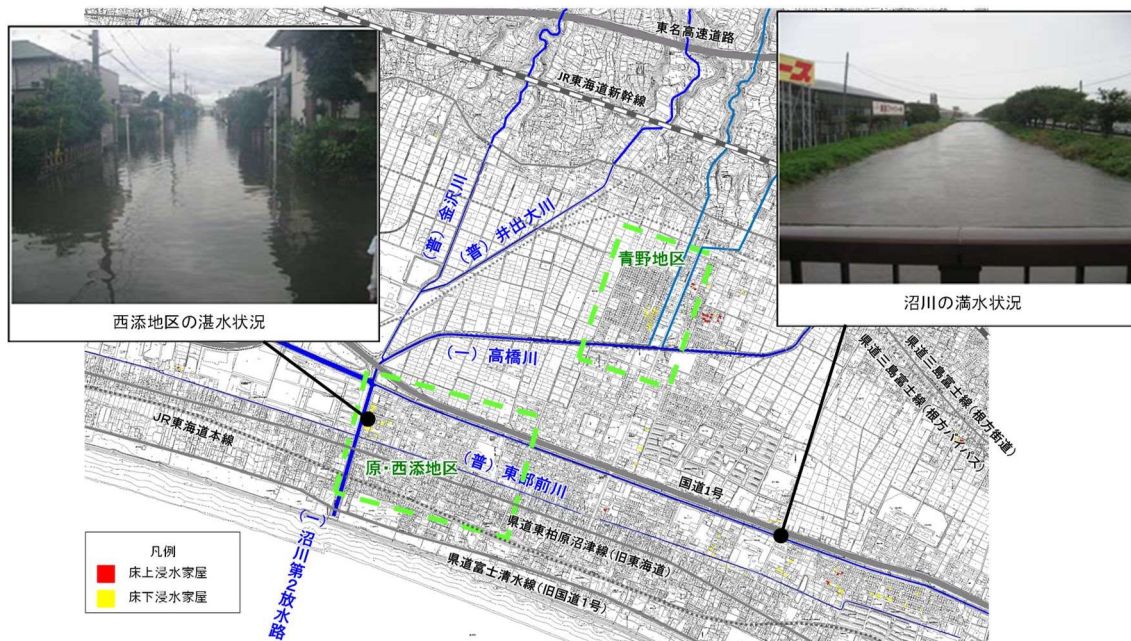 東名高速道路
JR東海道新幹線
ース
(普)金沢川
(普)井出大川
青野地区
西添地区の湛水状況
沼川の満水状況
(一)高橋川
県道三島富士線(根方街道)
県道三島富士線(根方バイパス)
JR東海道本線
原・西添地区
(普)東部前川
国道1号
県道東柏原沼津線(旧東海道)
県道富士清水線(旧国道1号)
(一)沼川第2放水路
凡例
床上浸水家屋
床下浸水家屋